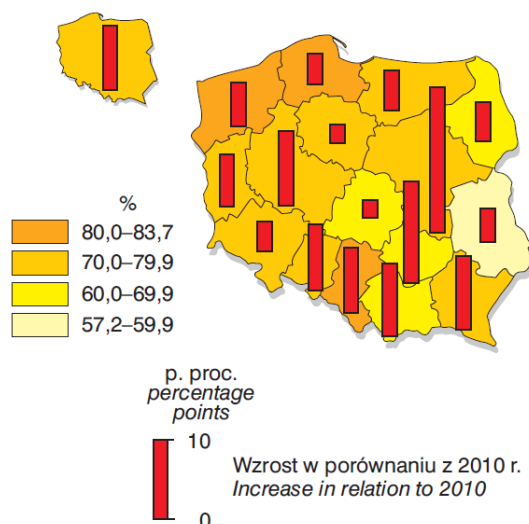 %
80,0–83,7
70,0–79,9
60,0–69,9
57,2–59,9
p. proc.
percentage
points
10
0
Wzrost w porównaniu z 2010 r.
Increase in relation to 2010